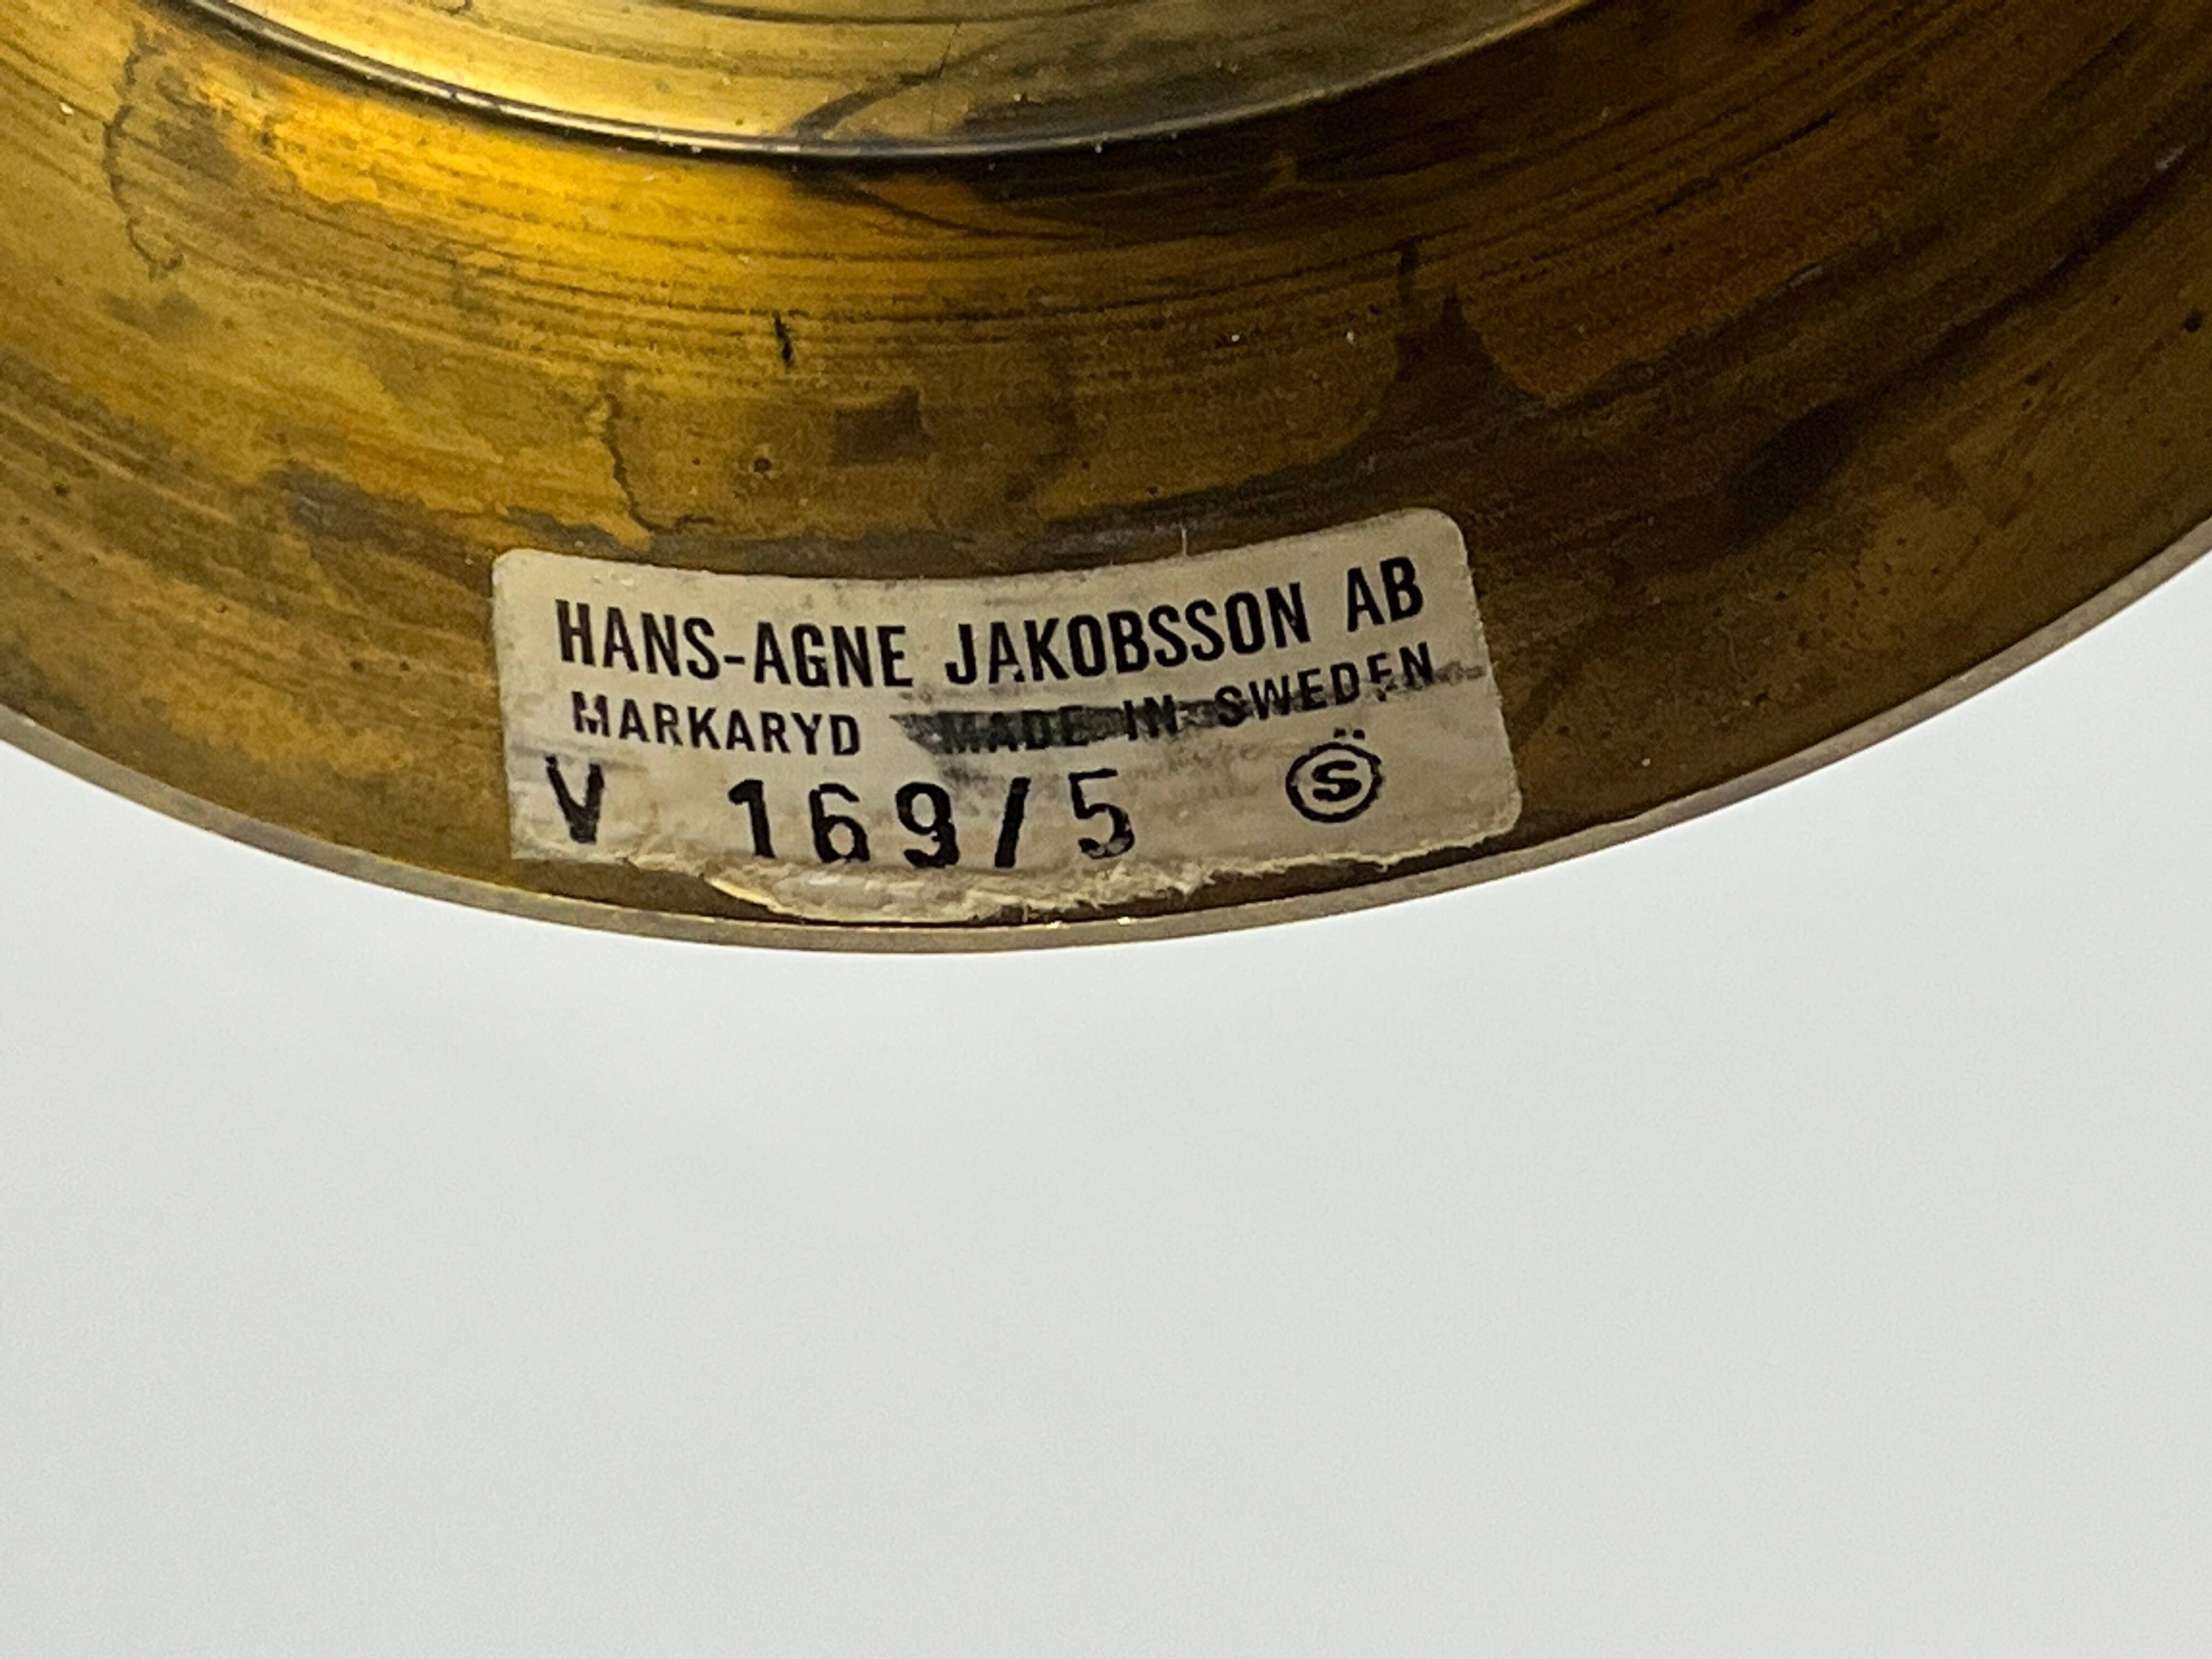 HANS-AGNE JAKOBSSON AB
MARKARYD MADE IN SWEDEN
V 169/5 S